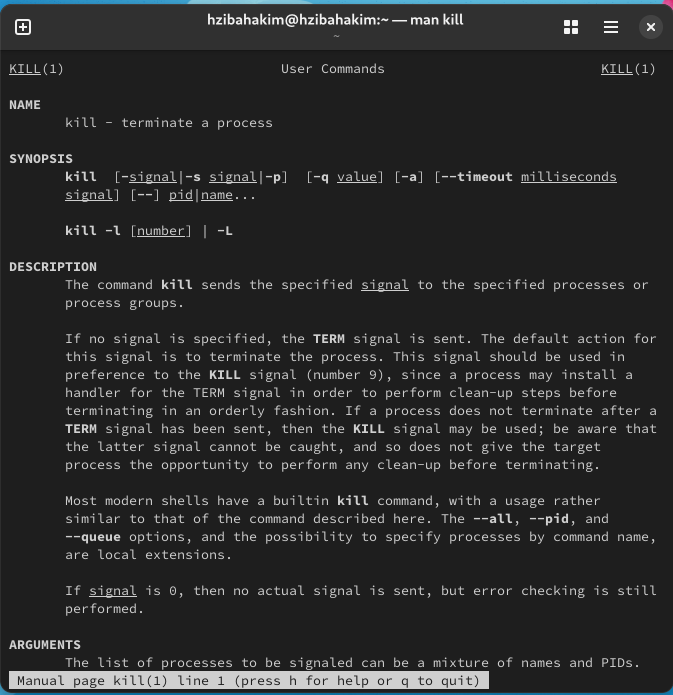 hzibahakim@hzibahakim:~ — man kill
~
KILL(1) User Commands KILL(1)
NAME
kill - terminate a process
SYNOPSIS
kill [-signal|-s signal|-p] [-q value] [-a] [--timeout milliseconds
signal] [--] pid|name...
kill -l [number] | -L
DESCRIPTION
The command kill sends the specified signal to the specified processes or
process groups.
If no signal is specified, the TERM signal is sent. The default action for
this signal is to terminate the process. This signal should be used in
preference to the KILL signal (number 9), since a process may install a
handler for the TERM signal in order to perform clean-up steps before
terminating in an orderly fashion. If a process does not terminate after a
TERM signal has been sent, then the KILL signal may be used; be aware that
the latter signal cannot be caught, and so does not give the target
process the opportunity to perform any clean-up before terminating.
Most modern shells have a builtin kill command, with a usage rather
similar to that of the command described here. The --all, --pid, and
--queue options, and the possibility to specify processes by command name,
are local extensions.
If signal is 0, then no actual signal is sent, but error checking is still
performed.
ARGUMENTS
The list of processes to be signaled can be a mixture of names and PIDs.
Manual page kill(1) line 1 (press h for help or q to quit)